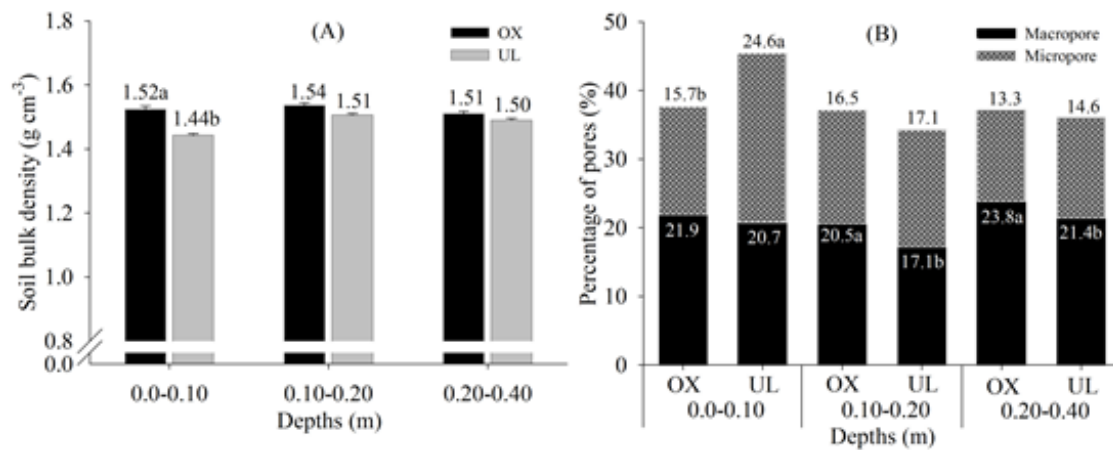 1.8
1.6
1.4
1.2
1.0
0.8
0.0
Soil bulk density (g cm⁻³)
(A)
OX
UL
1.52a
1.44b
1.54
1.51
1.51
1.50
0.0-0.10
0.10-0.20
0.20-0.40
Depths (m)
50
40
30
20
10
0
Percentage of pores (%)
(B)
Macropore
Micropore
15.7b
24.6a
16.5
17.1
13.3
14.6
21.9
20.7
20.5a
17.1b
23.8a
21.4b
OX UL OX UL OX UL
0.0-0.10 0.10-0.20 0.20-0.40
Depths (m)